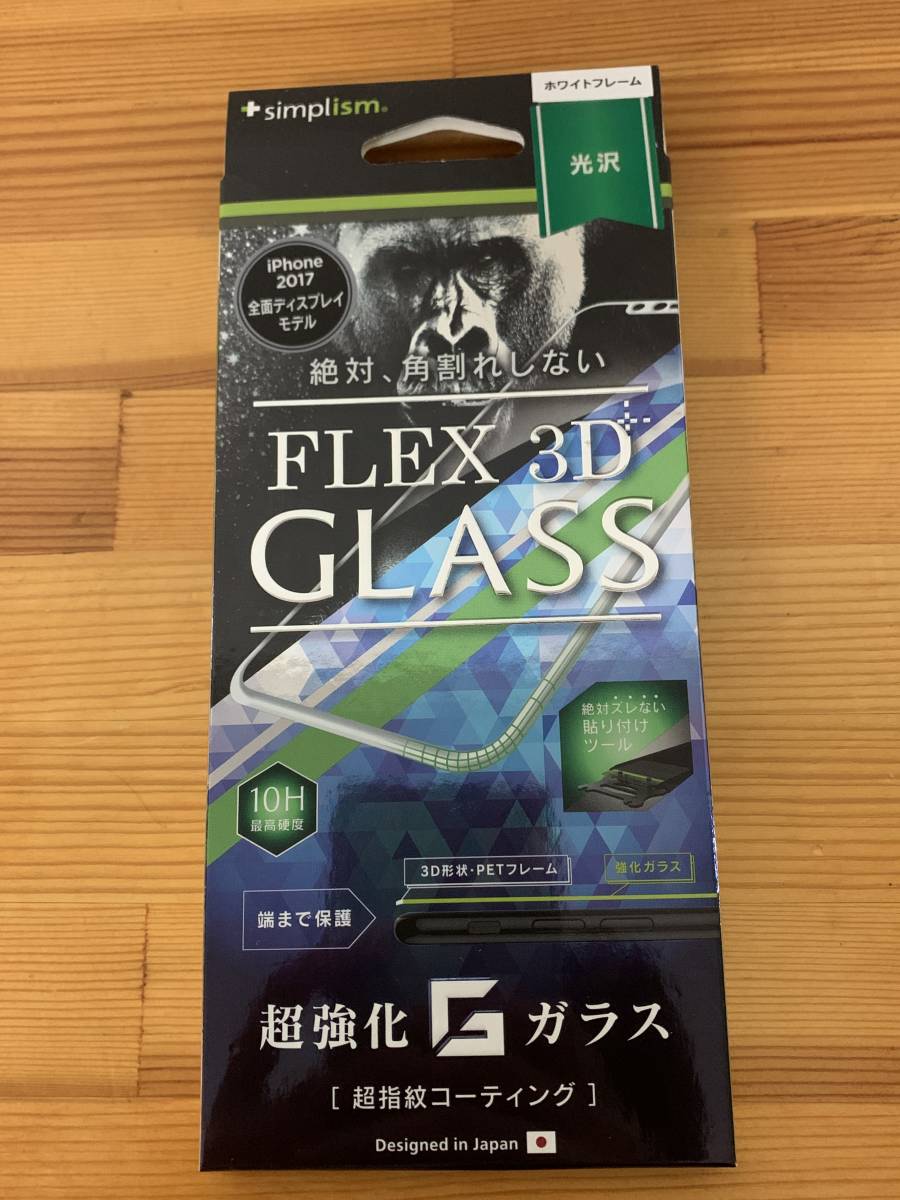 simplism
ホワイトフレーム
光沢
iPhone
2017
全面ディスプレイ
モデル
絶対、角割れしない
FLEX 3D
GLASS
絶対ズレない
貼り付け
ツール
10H
最高硬度
3D形状・PETフレーム
強化ガラス
端まで保護
超強化 G ガラス
[ 超指紋コーティング ]
Designed in Japan